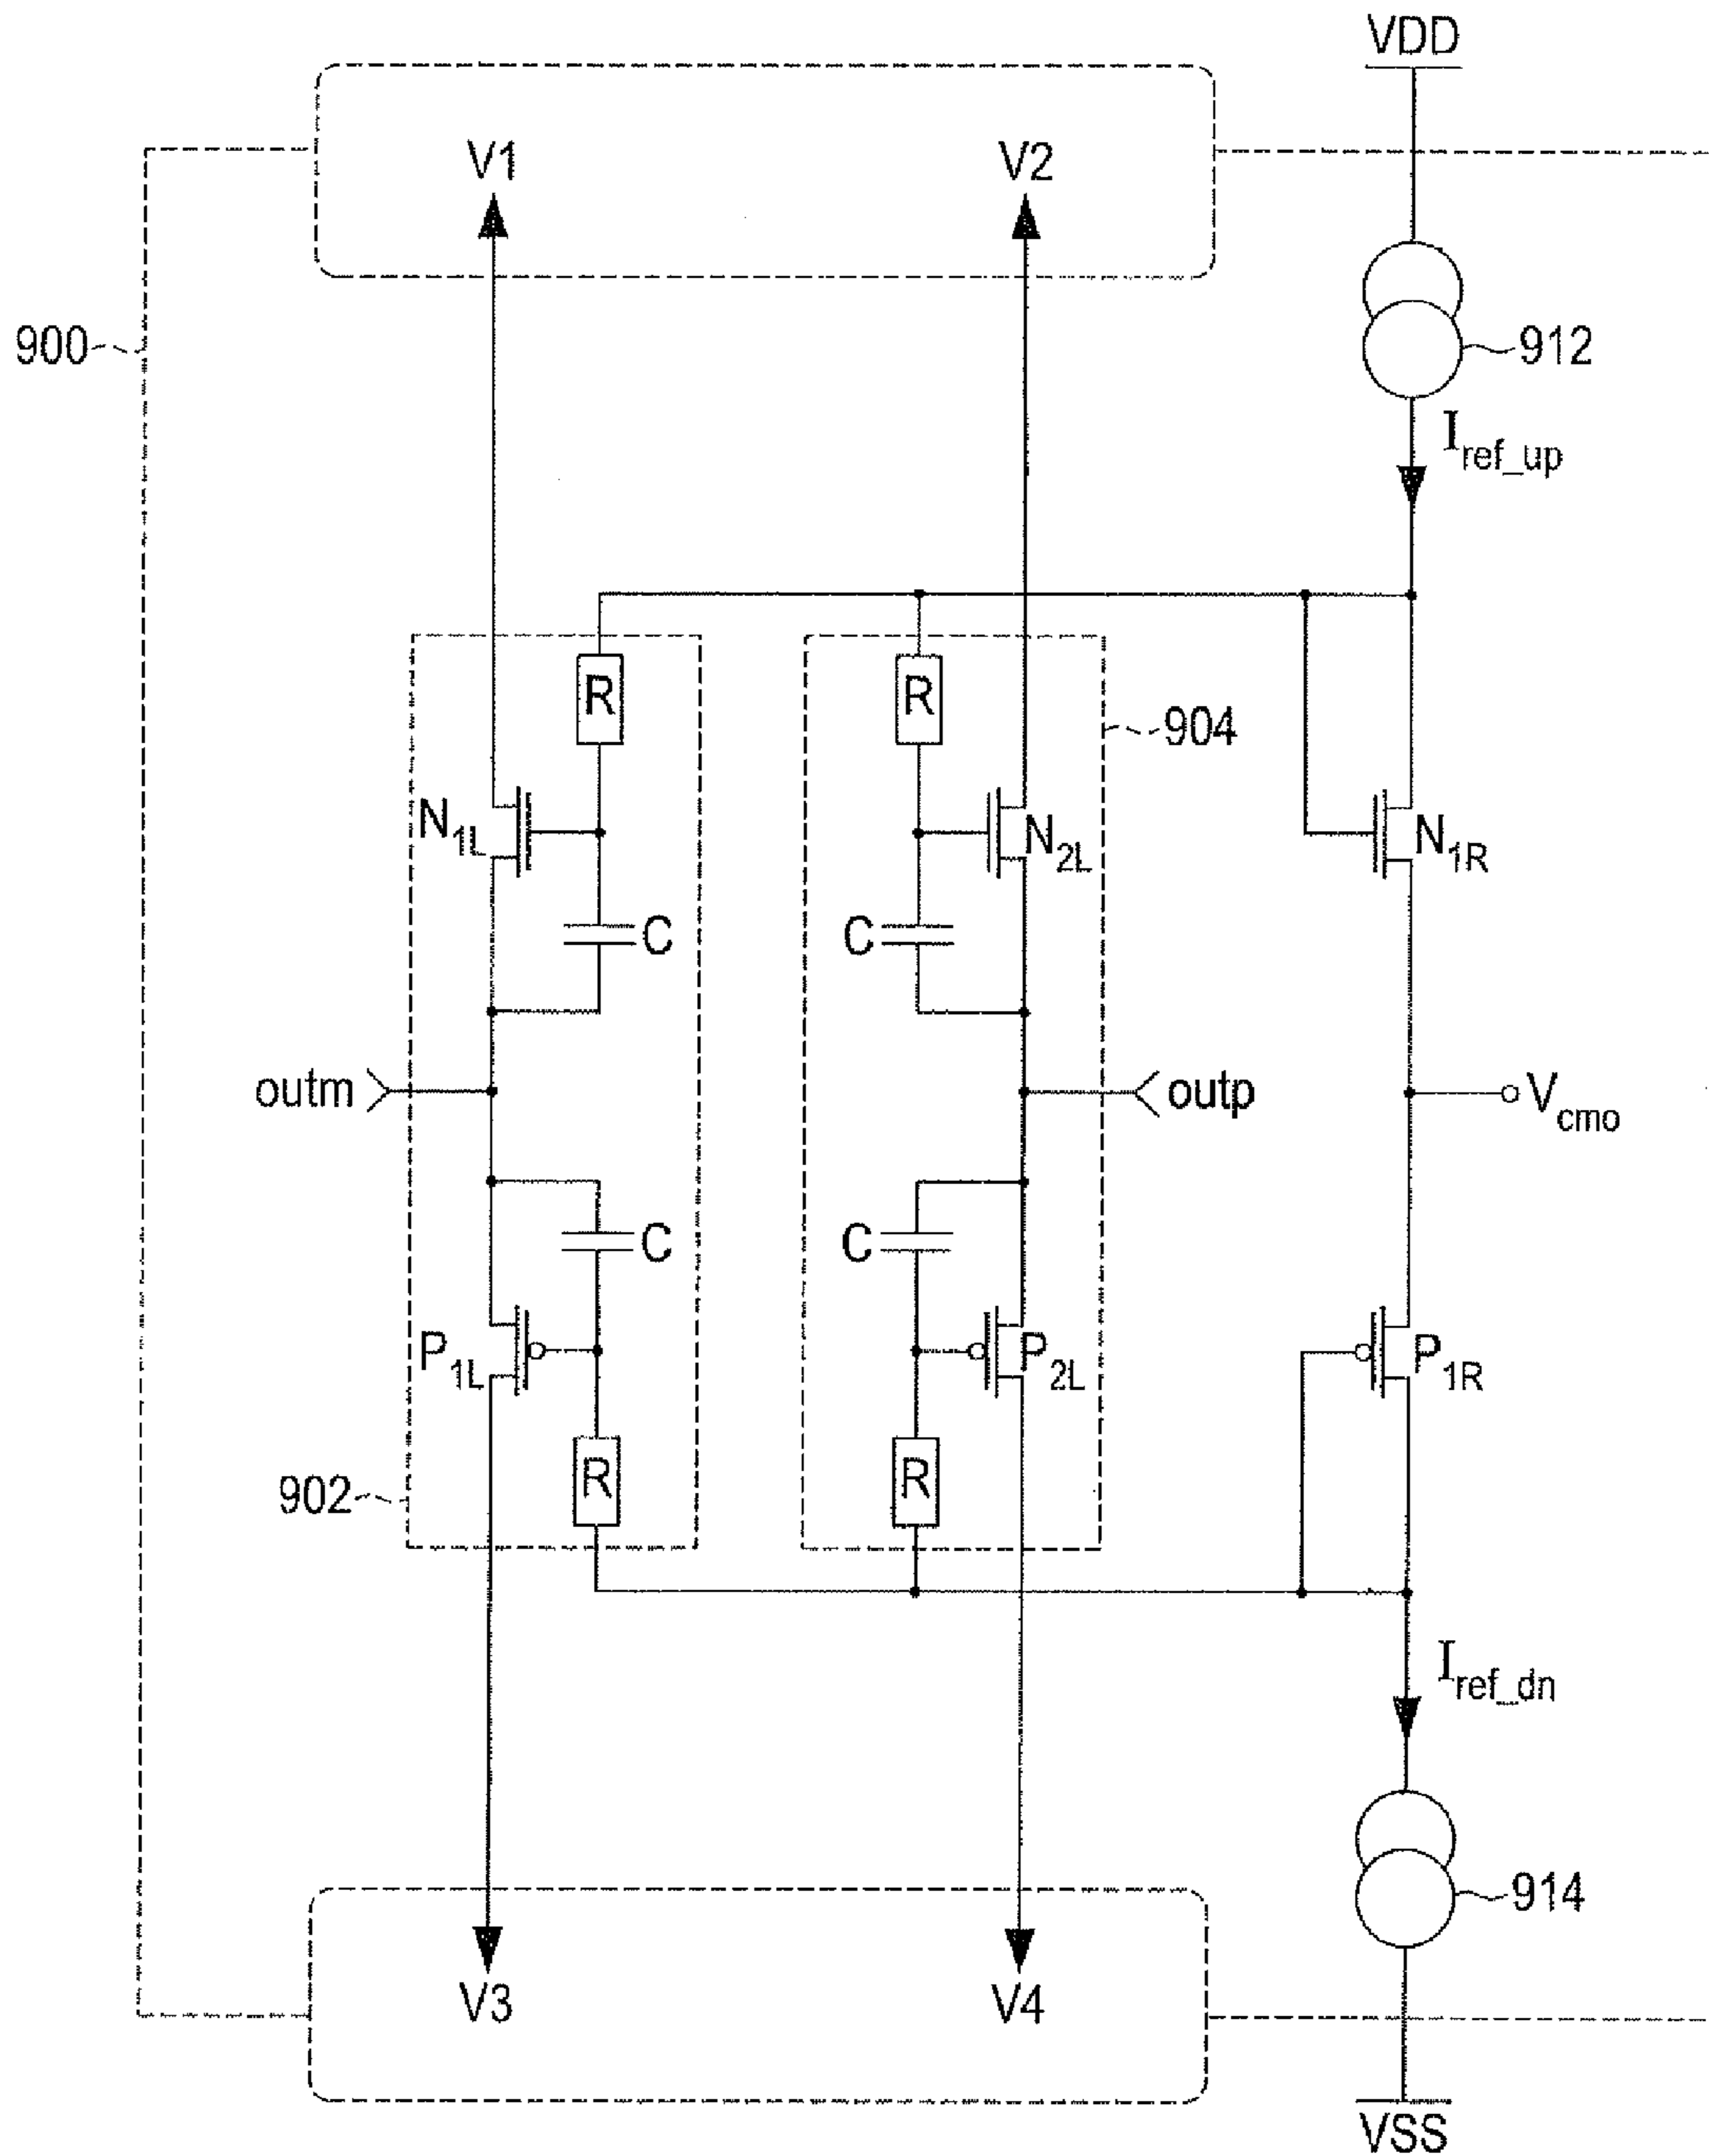 VDD
V1
V2
900
912
I_ref_up
R
R
904
N_1L
N_2L
N_1R
C
C
outm
outp
V_cmo
C
C
P_1L
P_2L
P_1R
902
R
R
I_ref_dn
914
V3
V4
VSS